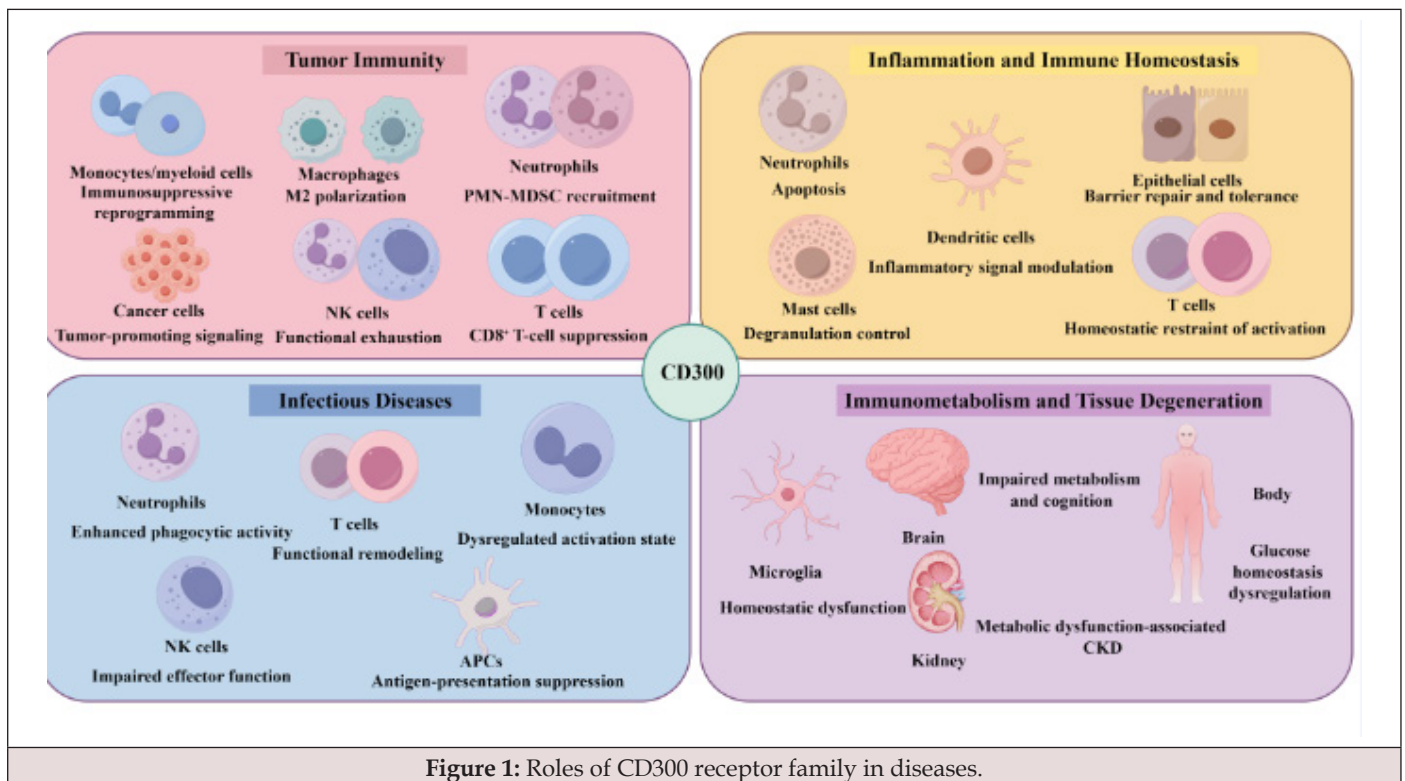 Tumor Immunity
Monocytes/myeloid cells
Immunosuppressive
reprogramming
Macrophages
M2 polarization
Neutrophils
PMN-MDSC recruitment
Cancer cells
Tumor-promoting signaling
NK cells
Functional exhaustion
T cells
CD8⁺ T-cell suppression
Inflammation and Immune Homeostasis
Neutrophils
Apoptosis
Dendritic cells
Inflammatory signal modulation
Epithelial cells
Barrier repair and tolerance
Mast cells
Degranulation control
T cells
Homeostatic restraint of activation
CD300
Infectious Diseases
Neutrophils
Enhanced phagocytic activity
T cells
Functional remodeling
Monocytes
Dysregulated activation state
NK cells
Impaired effector function
APCs
Antigen-presentation suppression
Immunometabolism and Tissue Degeneration
Microglia
Homeostatic dysfunction
Brain
Impaired metabolism
and cognition
Kidney
Metabolic dysfunction-associated
CKD
Body
Glucose
homeostasis
dysregulation
Figure 1: Roles of CD300 receptor family in diseases.